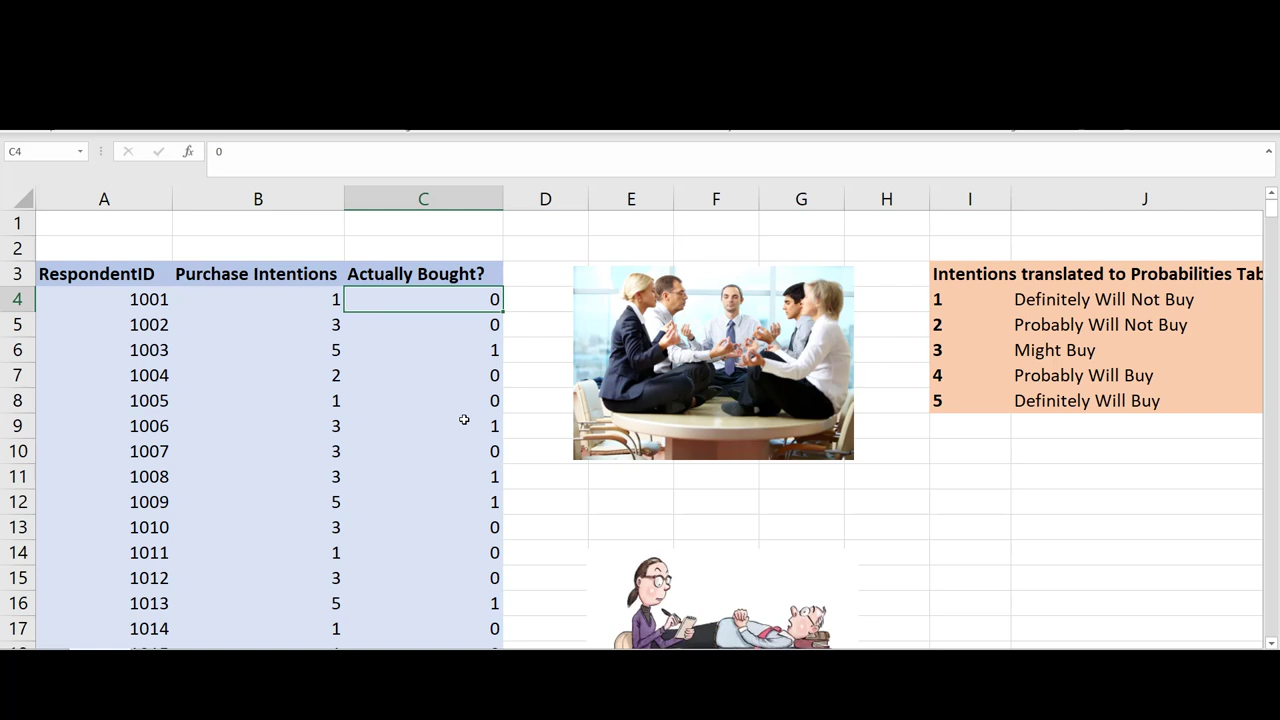 C4 fx 0
A B C D E F G H I J
1
2
3 RespondentID Purchase Intentions Actually Bought? Intentions translated to Probabilities Tab
4 1001 1 0 1 Definitely Will Not Buy
5 1002 3 0 2 Probably Will Not Buy
6 1003 5 1 3 Might Buy
7 1004 2 0 4 Probably Will Buy
8 1005 1 0 5 Definitely Will Buy
9 1006 3 1
10 1007 3 0
11 1008 3 1
12 1009 5 1
13 1010 3 0
14 1011 1 0
15 1012 3 0
16 1013 5 1
17 1014 1 0